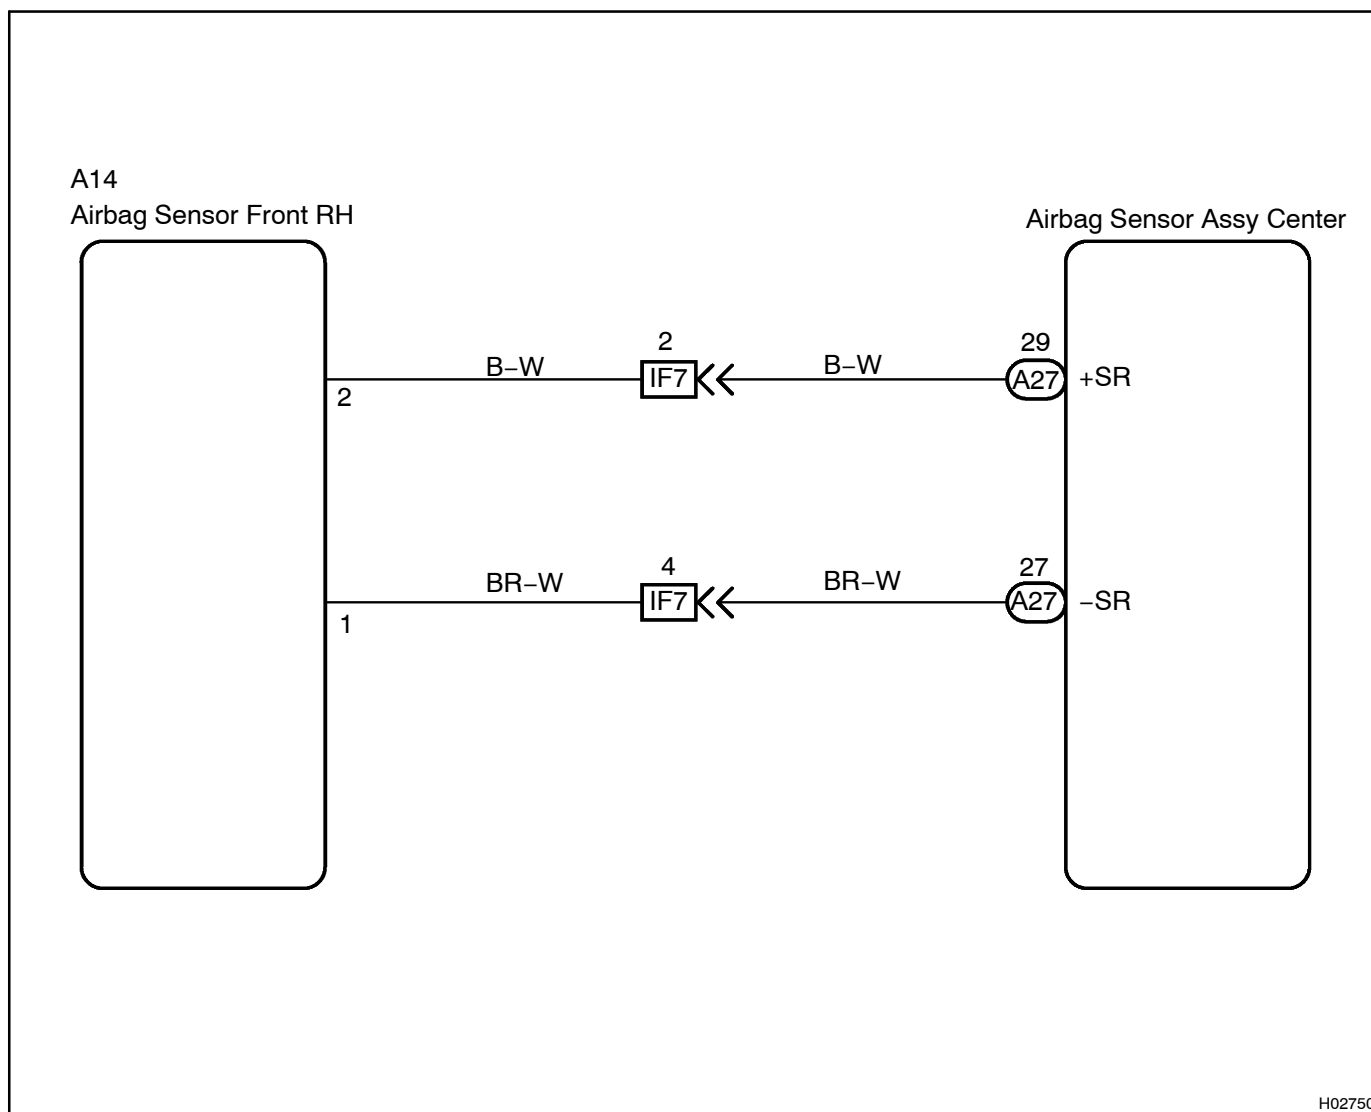 A14
Airbag Sensor Front RH
Airbag Sensor Assy Center
2
29
B–W
IF7
B–W
A27
+SR
2
4
27
BR–W
IF7
BR–W
A27
–SR
1
H02750